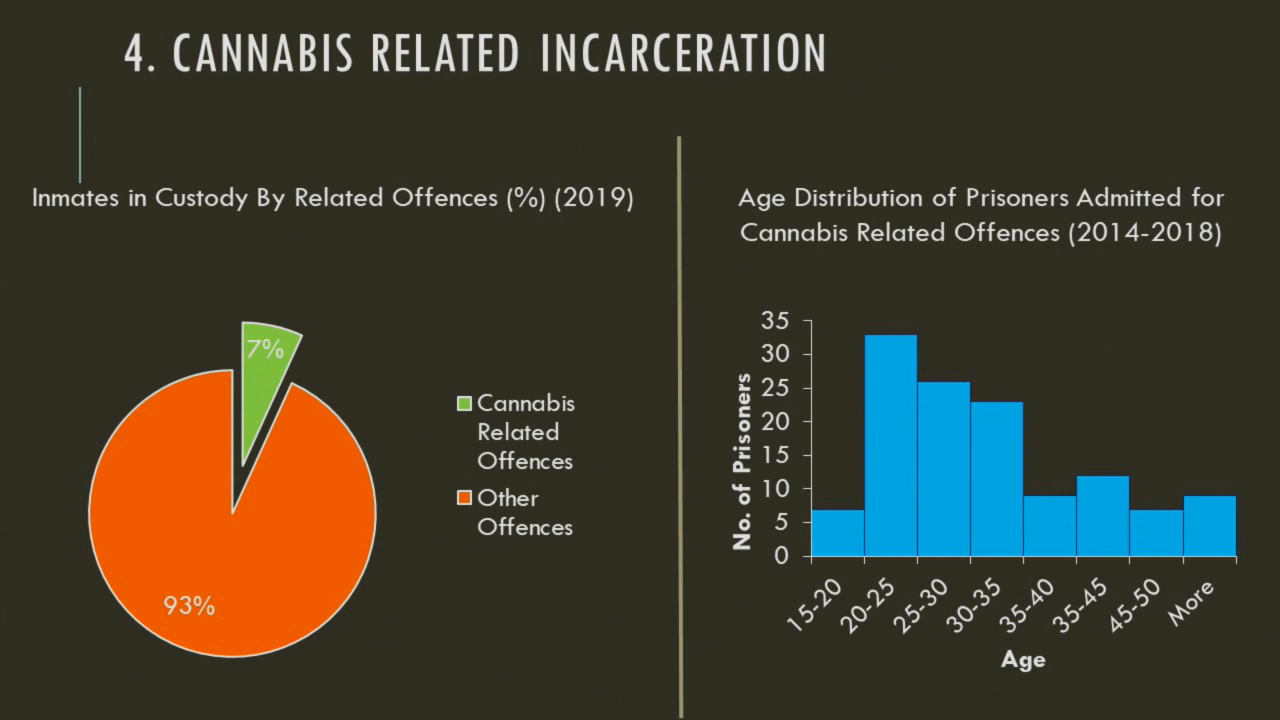 4. CANNABIS RELATED INCARCERATION
Inmates in Custody By Related Offences (%) (2019)
7%
93%
Cannabis
Related
Offences
Other
Offences
Age Distribution of Prisoners Admitted for
Cannabis Related Offences (2014-2018)
No. of Prisoners
35
30
25
20
15
10
5
0
15-20
20-25
25-30
30-35
35-40
35-45
45-50
More
Age